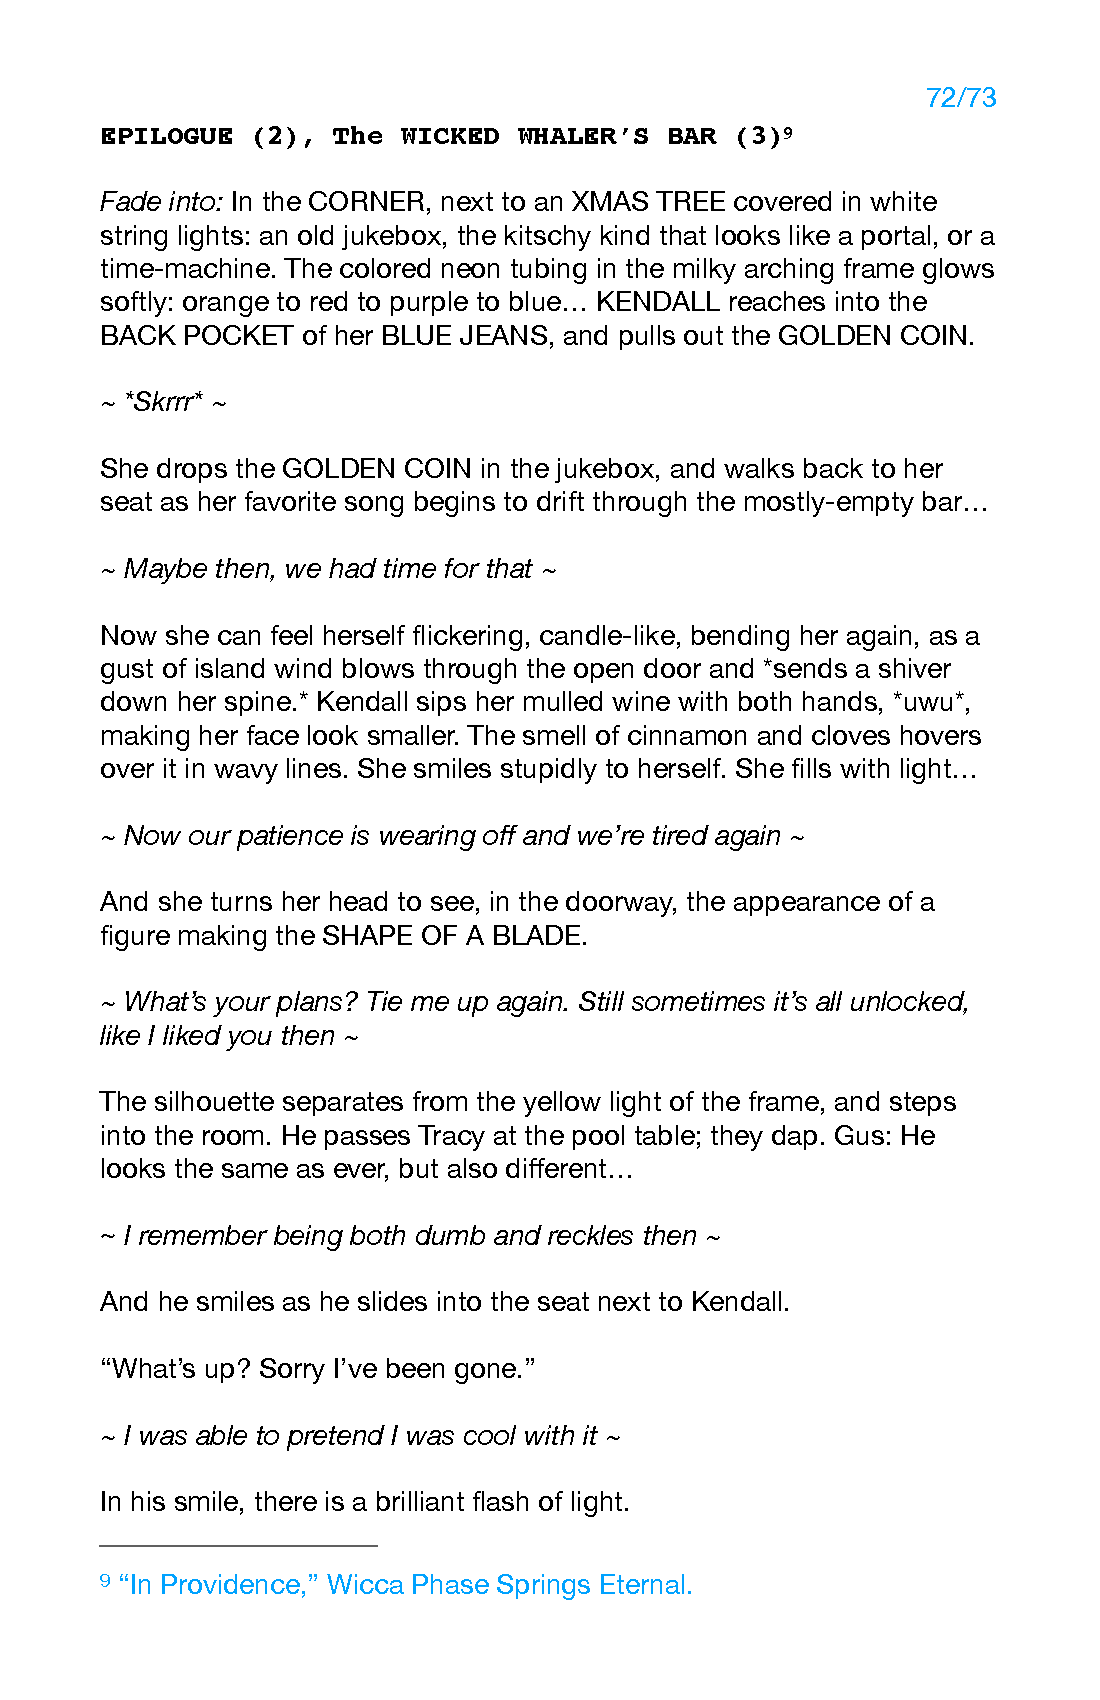 72/73
EPILOGUE (2), The WICKED WHALER’S BAR (3)⁹
Fade into: In the CORNER, next to an XMAS TREE covered in white
string lights: an old jukebox, the kitschy kind that looks like a portal, or a
time-machine. The colored neon tubing in the milky arching frame glows
softly: orange to red to purple to blue… KENDALL reaches into the
BACK POCKET of her BLUE JEANS, and pulls out the GOLDEN COIN.
~ *Skrrr* ~
She drops the GOLDEN COIN in the jukebox, and walks back to her
seat as her favorite song begins to drift through the mostly-empty bar…
~ Maybe then, we had time for that ~
Now she can feel herself flickering, candle-like, bending her again, as a
gust of island wind blows through the open door and *sends a shiver
down her spine.* Kendall sips her mulled wine with both hands, *uwu*,
making her face look smaller. The smell of cinnamon and cloves hovers
over it in wavy lines. She smiles stupidly to herself. She fills with light…
~ Now our patience is wearing off and we’re tired again ~
And she turns her head to see, in the doorway, the appearance of a
figure making the SHAPE OF A BLADE.
~ What’s your plans? Tie me up again. Still sometimes it’s all unlocked,
like I liked you then ~
The silhouette separates from the yellow light of the frame, and steps
into the room. He passes Tracy at the pool table; they dap. Gus: He
looks the same as ever, but also different…
~ I remember being both dumb and reckles then ~
And he smiles as he slides into the seat next to Kendall.
“What’s up? Sorry I’ve been gone.”
~ I was able to pretend I was cool with it ~
In his smile, there is a brilliant flash of light.
⁹ “In Providence,” Wicca Phase Springs Eternal.